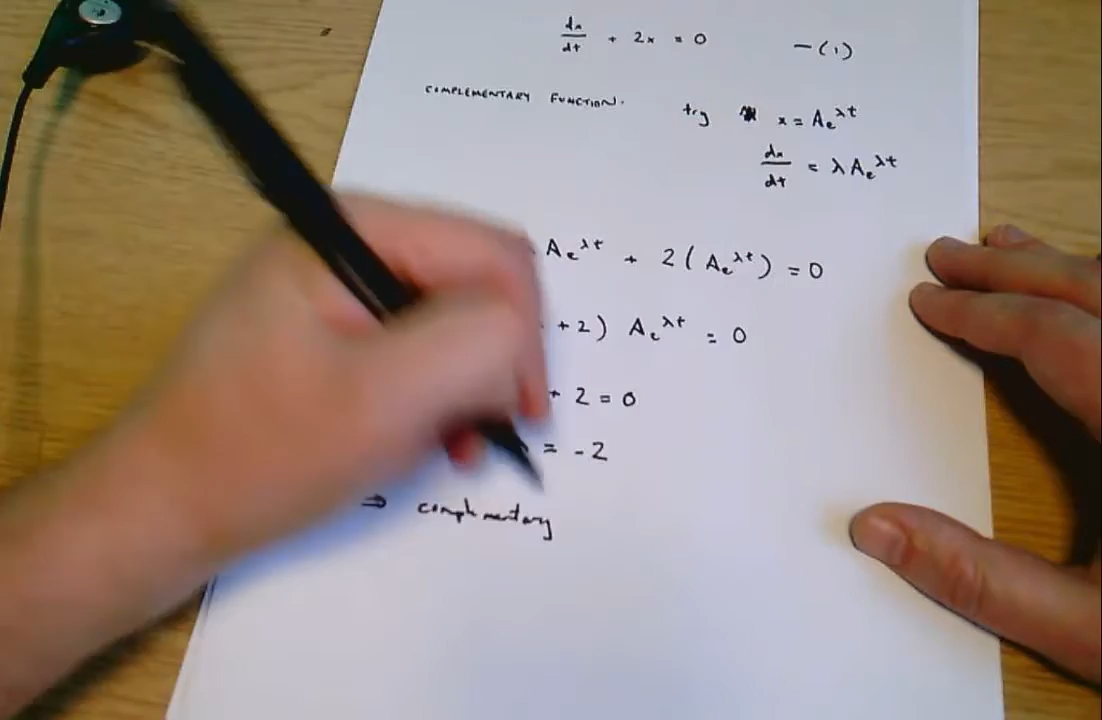 dx/dt + 2x = 0 —(1)
COMPLEMENTARY FUNCTION. try x = Ae^λt
dx/dt = λAe^λt
Ae^λt + 2(Ae^λt) = 0
+2) Ae^λt = 0
+ 2 = 0
= -2
⇒ complementary